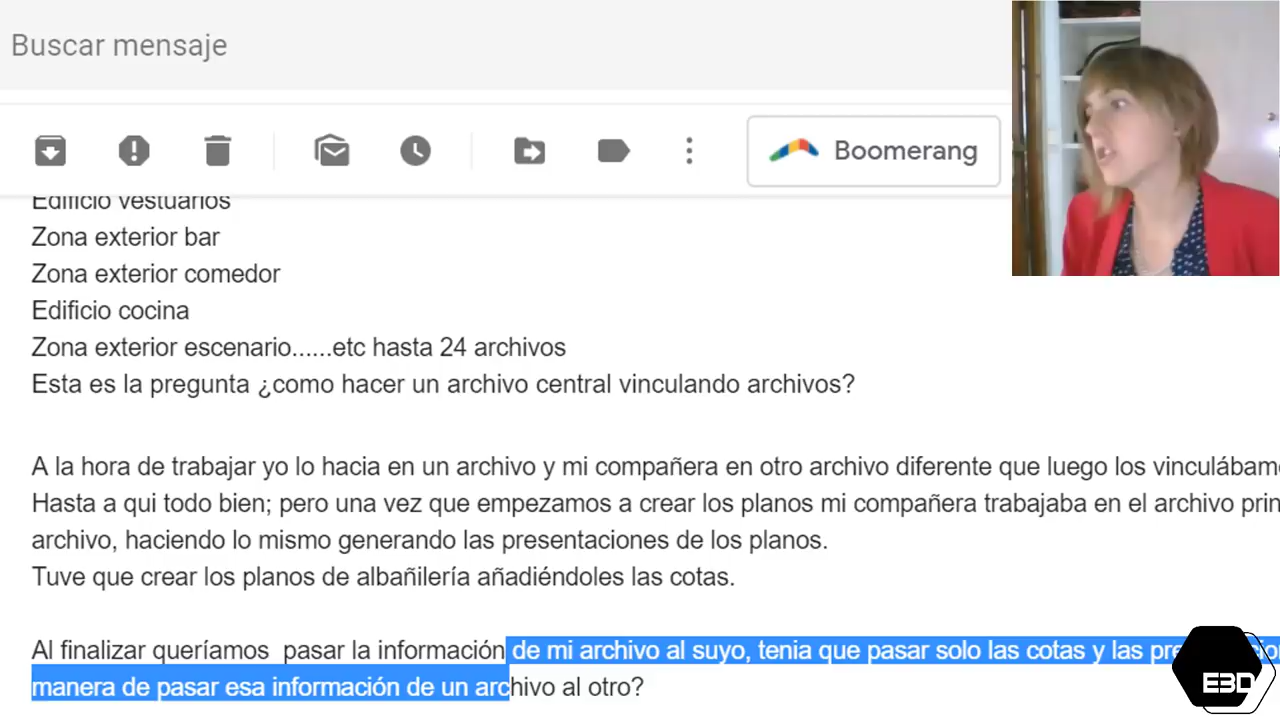 Buscar mensaje
Boomerang
Edificio vestuarios
Zona exterior bar
Zona exterior comedor
Edificio cocina
Zona exterior escenario......etc hasta 24 archivos
Esta es la pregunta ¿como hacer un archivo central vinculando archivos?
A la hora de trabajar yo lo hacia en un archivo y mi compañera en otro archivo diferente que luego los vinculábam
Hasta a qui todo bien; pero una vez que empezamos a crear los planos mi compañera trabajaba en el archivo prin
archivo, haciendo lo mismo generando las presentaciones de los planos.
Tuve que crear los planos de albañilería añadiéndoles las cotas.
Al finalizar queríamos pasar la información de mi archivo al suyo, tenia que pasar solo las cotas y las
manera de pasar esa información de un archivo al otro?
E3D